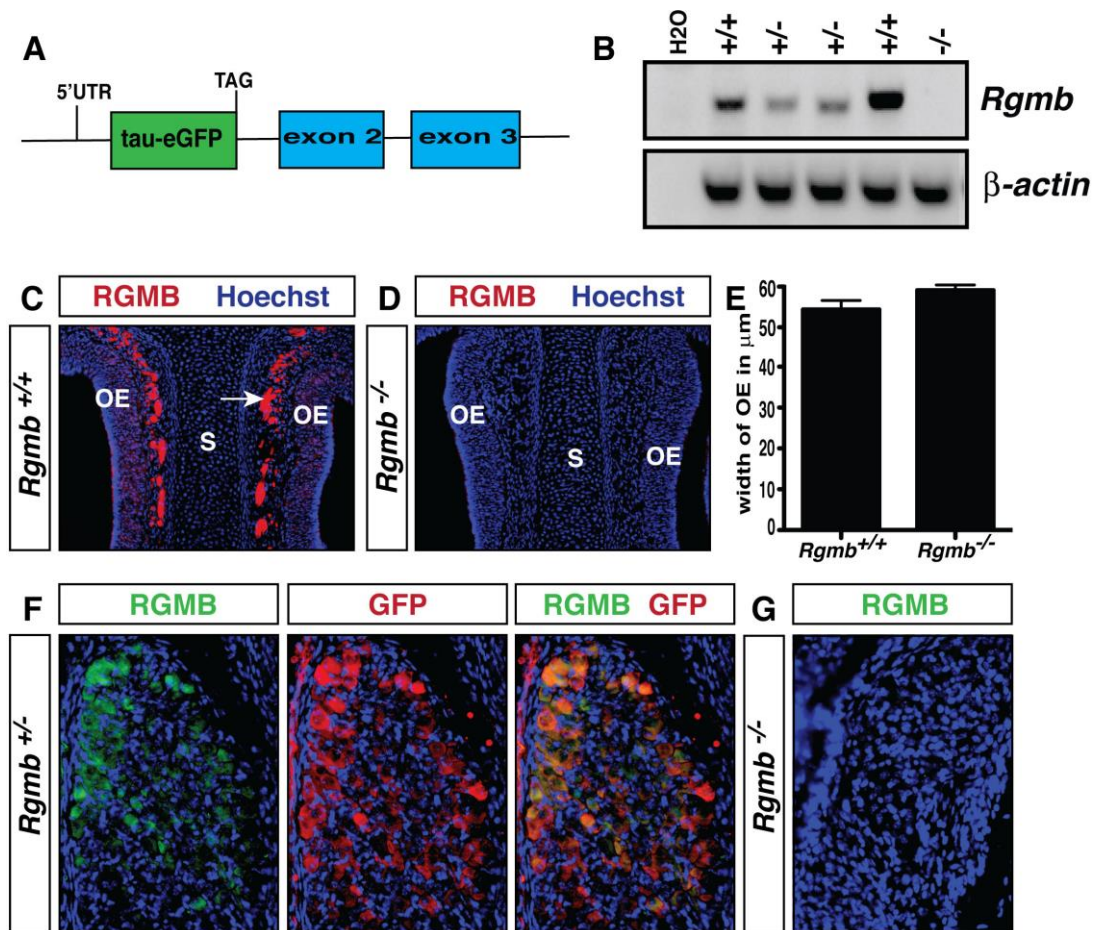 A
5'UTR
TAG
tau-eGFP
exon 2
exon 3
B
H2O
+/+
+/-
+/-
+/+
-/-
Rgmb
β-actin
C
RGMB Hoechst
Rgmb +/+
OE
S
OE
D
RGMB Hoechst
Rgmb -/-
OE
S
OE
E
width of OE in µm
60
50
40
30
20
10
0
Rgmb+/+
Rgmb-/-
F
RGMB
GFP
RGMB GFP
Rgmb +/-
G
RGMB
Rgmb -/-